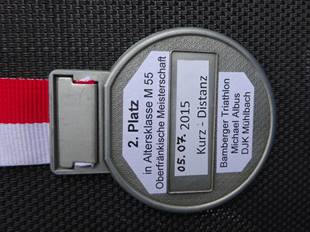 2. Platz
in Altersklasse M 55
Oberfränkische Meisterschaft
05. 07. 2015
Kurz - Distanz
Bamberger Triathlon
Michael Albus
DJK Mühlbach